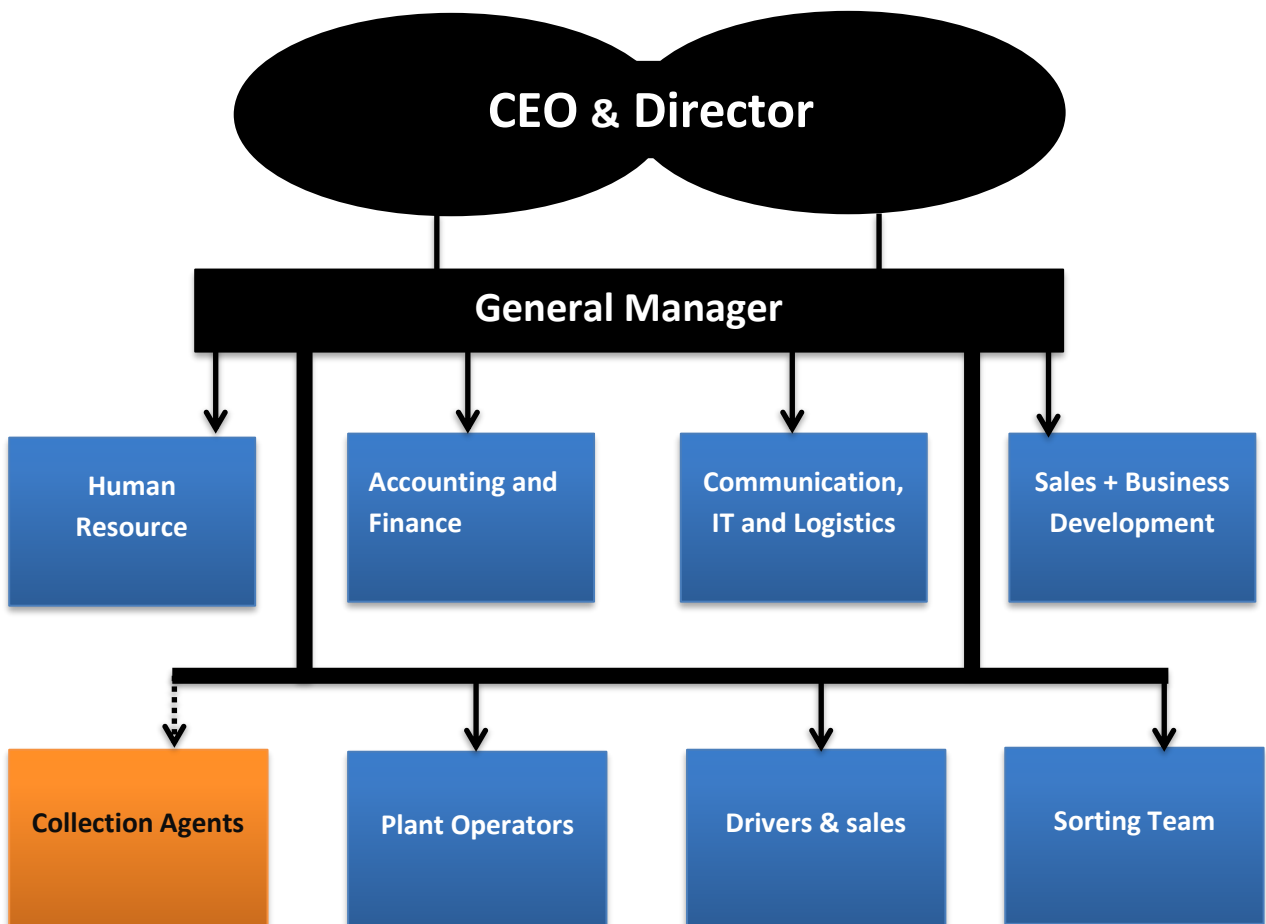 CEO & Director
General Manager
Human
Resource
Accounting and
Finance
Communication,
IT and Logistics
Sales + Business
Development
Collection Agents
Plant Operators
Drivers & sales
Sorting Team